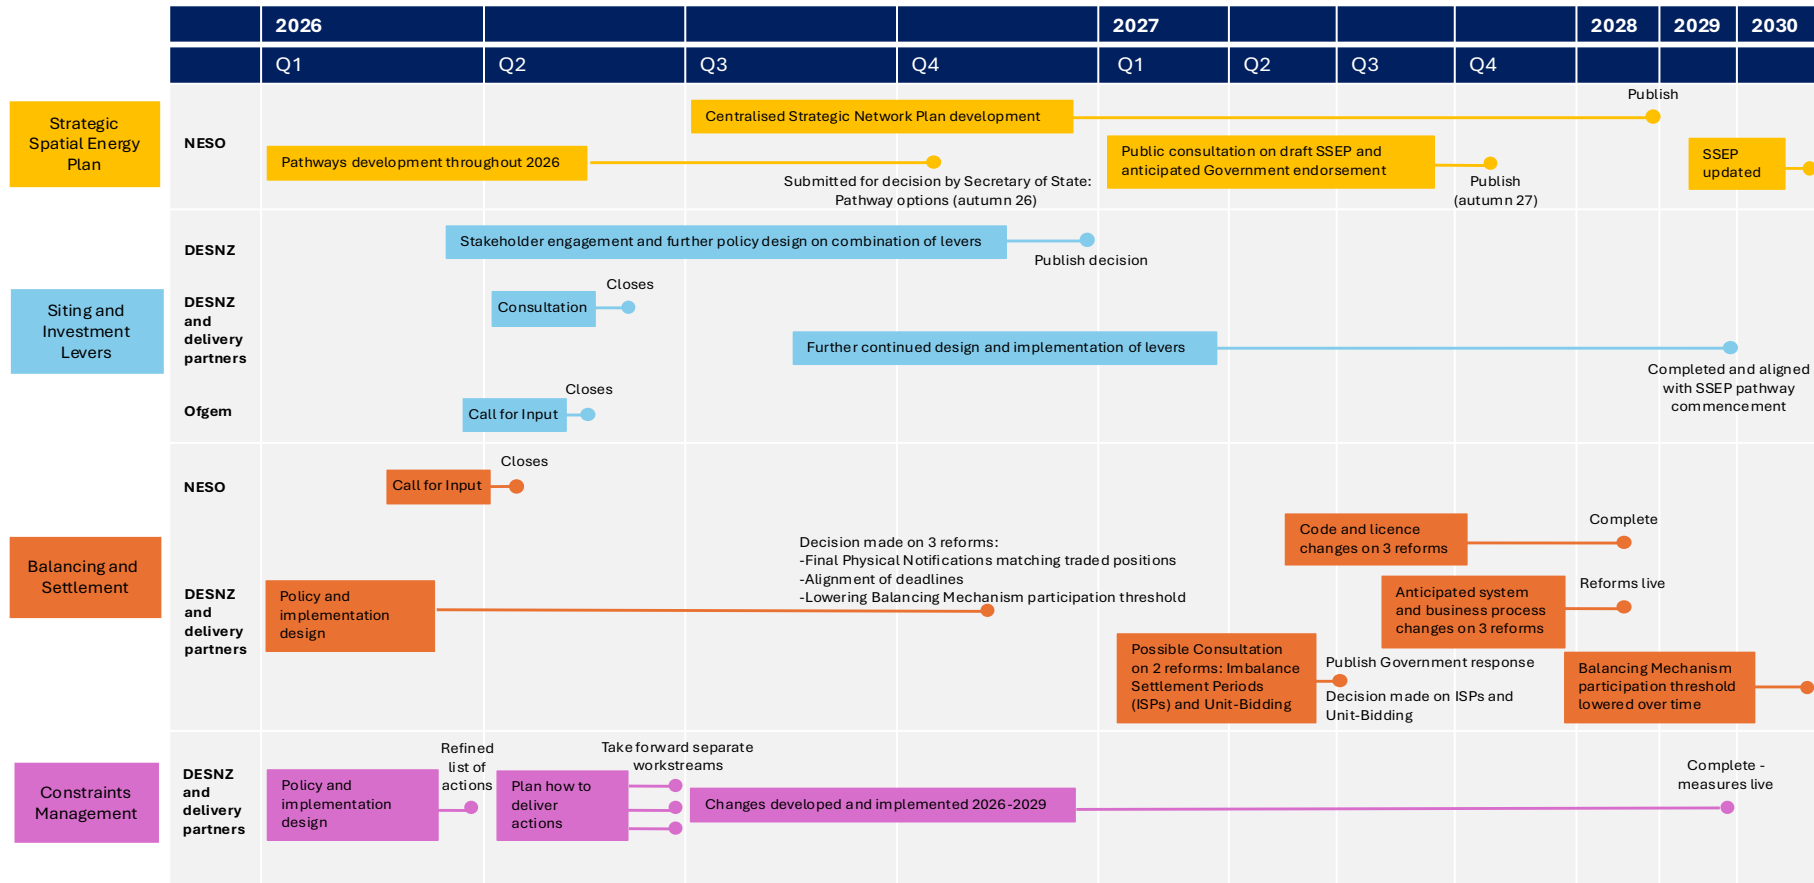 2026
2027
2028
2029
2030
Q1
Q2
Q3
Q4
Q1
Q2
Q3
Q4
Strategic
Spatial Energy
Plan
NESO
Centralised Strategic Network Plan development
Publish
Pathways development throughout 2026
Submitted for decision by Secretary of State:
Pathway options (autumn 26)
Public consultation on draft SSEP and
anticipated Government endorsement
Publish
(autumn 27)
SSEP
updated
Siting and
Investment
Levers
DESNZ
Stakeholder engagement and further policy design on combination of levers
Publish decision
DESNZ
and
delivery
partners
Consultation
Closes
Further continued design and implementation of levers
Completed and aligned
with SSEP pathway
commencement
Ofgem
Call for Input
Closes
Balancing and
Settlement
NESO
Call for Input
Closes
DESNZ
and
delivery
partners
Policy and
implementation
design
Decision made on 3 reforms:
-Final Physical Notifications matching traded positions
-Alignment of deadlines
-Lowering Balancing Mechanism participation threshold
Code and licence
changes on 3 reforms
Complete
Anticipated system
and business process
changes on 3 reforms
Reforms live
Possible Consultation
on 2 reforms: Imbalance
Settlement Periods
(ISPs) and Unit-Bidding
Publish Government response
Decision made on ISPs and
Unit-Bidding
Balancing Mechanism
participation threshold
lowered over time
Constraints
Management
DESNZ
and
delivery
partners
Policy and
implementation
design
Refined
list of
actions
Plan how to
deliver
actions
Take forward separate
workstreams
Changes developed and implemented 2026-2029
Complete -
measures live